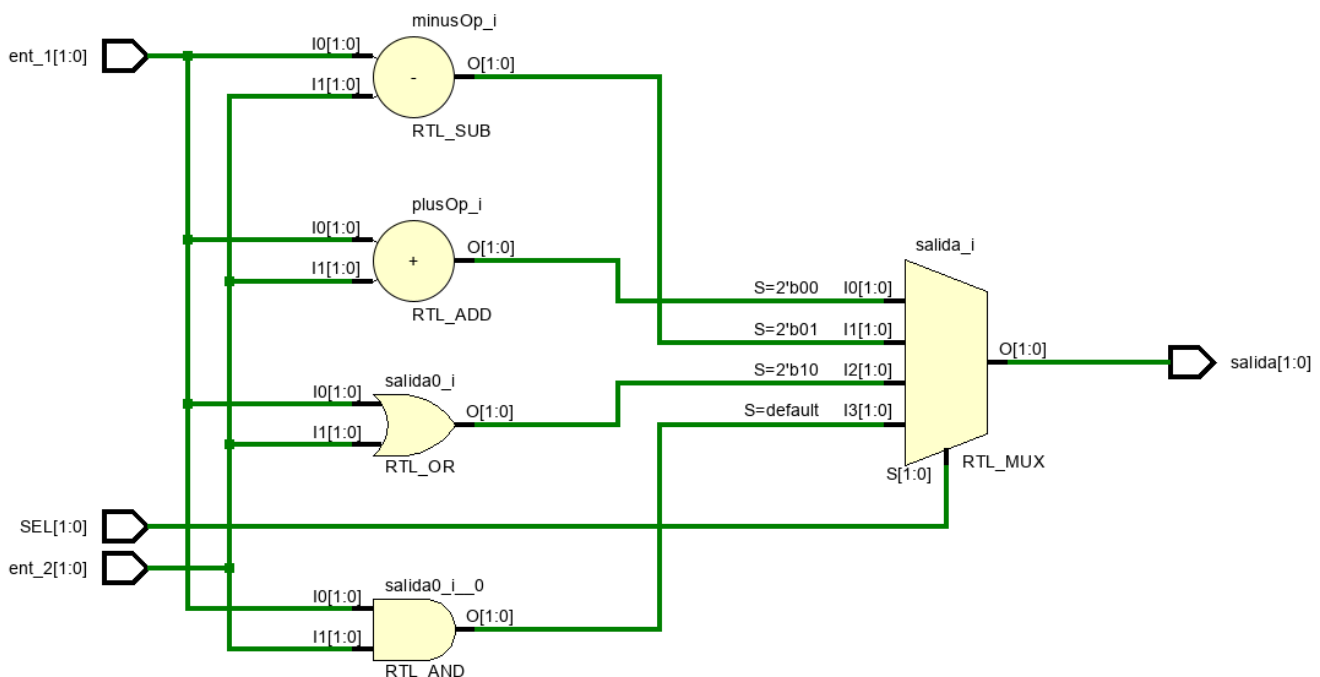 minusOp_i
ent_1[1:0]
I0[1:0]
O[1:0]
-
I1[1:0]
RTL_SUB
plusOp_i
I0[1:0]
O[1:0]
+
I1[1:0]
RTL_ADD
salida_i
S=2'b00 I0[1:0]
S=2'b01 I1[1:0]
O[1:0]
salida[1:0]
S=2'b10 I2[1:0]
S=default I3[1:0]
S[1:0]
RTL_MUX
salida0_i
I0[1:0]
O[1:0]
I1[1:0]
RTL_OR
SEL[1:0]
ent_2[1:0]
salida0_i__0
I0[1:0]
O[1:0]
I1[1:0]
RTL_AND